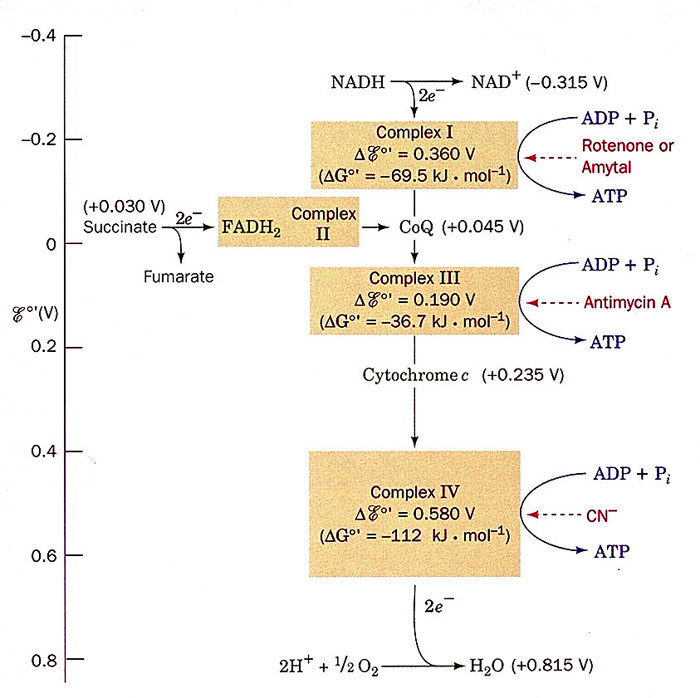 −0.4
NADH NAD⁺ (−0.315 V)
2e⁻
ADP + Pᵢ
Complex I
Δℰ°' = 0.360 V
(ΔG°' = −69.5 kJ · mol⁻¹)
Rotenone or
Amytal
ATP
−0.2
(+0.030 V)
Succinate
2e⁻
FADH₂
Complex
II
CoQ (+0.045 V)
0
Fumarate
ADP + Pᵢ
Complex III
Δℰ°' = 0.190 V
(ΔG°' = −36.7 kJ · mol⁻¹)
Antimycin A
ATP
ℰ°'(V)
0.2
Cytochrome c (+0.235 V)
0.4
ADP + Pᵢ
Complex IV
Δℰ°' = 0.580 V
(ΔG°' = −112 kJ · mol⁻¹)
CN⁻
ATP
0.6
2e⁻
0.8
2H⁺ + 1/2 O₂ H₂O (+0.815 V)